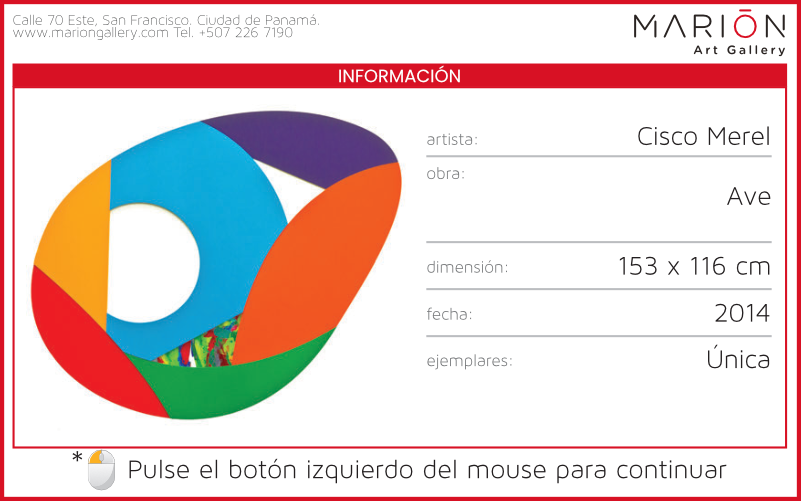 Calle 70 Este, San Francisco. Ciudad de Panamá.
www.mariongallery.com Tel. +507 226 7190
MARIŌN
Art Gallery
INFORMACIÓN
artista: Cisco Merel
obra:
Ave
dimensión: 153 x 116 cm
fecha: 2014
ejemplares: Única
* Pulse el botón izquierdo del mouse para continuar